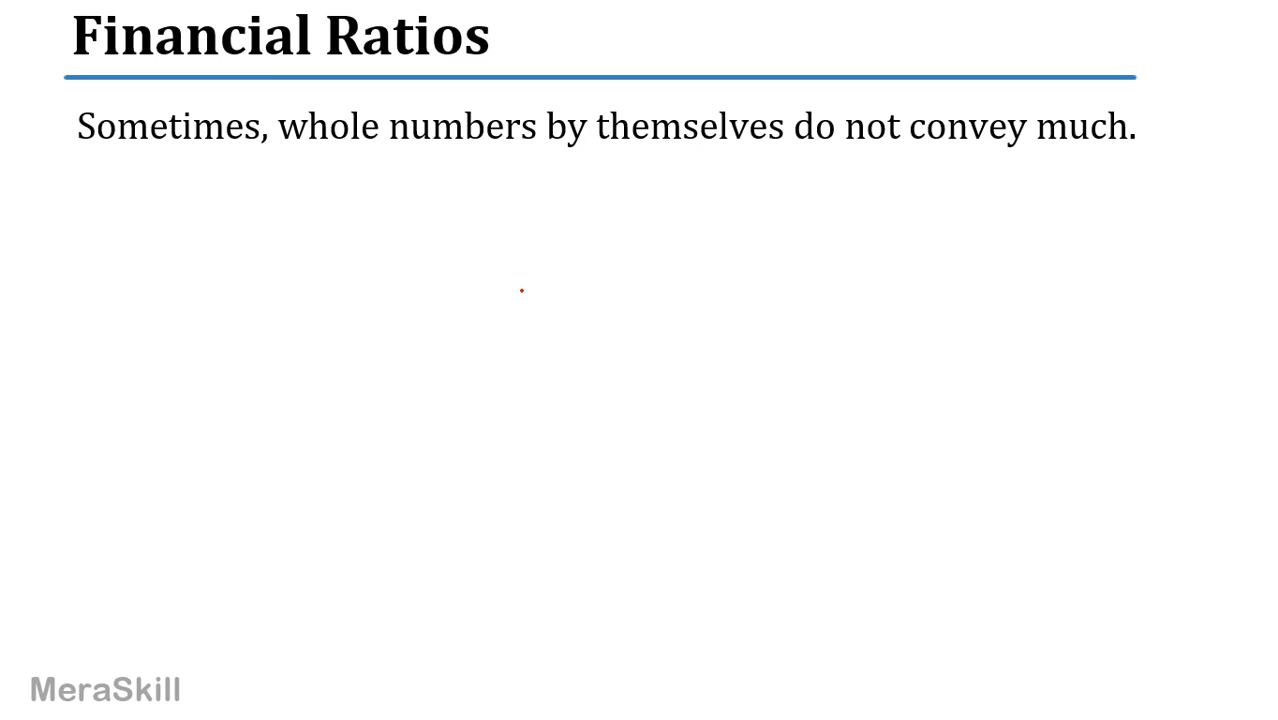 Financial Ratios
Sometimes, whole numbers by themselves do not convey much.
MeraSkill